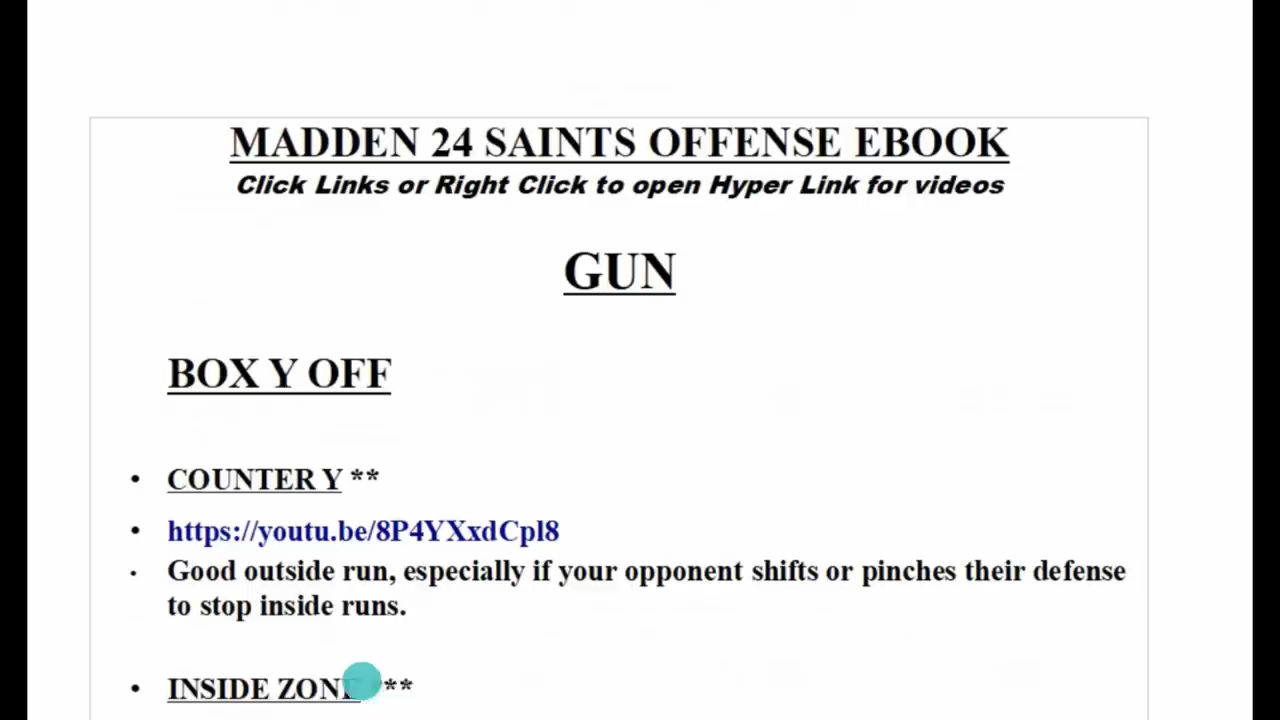 MADDEN 24 SAINTS OFFENSE EBOOK
Click Links or Right Click to open Hyper Link for videos
GUN
BOX Y OFF
• COUNTER Y **
• https://youtu.be/8P4YXxdCpl8
• Good outside run, especially if your opponent shifts or pinches their defense
to stop inside runs.
• INSIDE ZONE ***